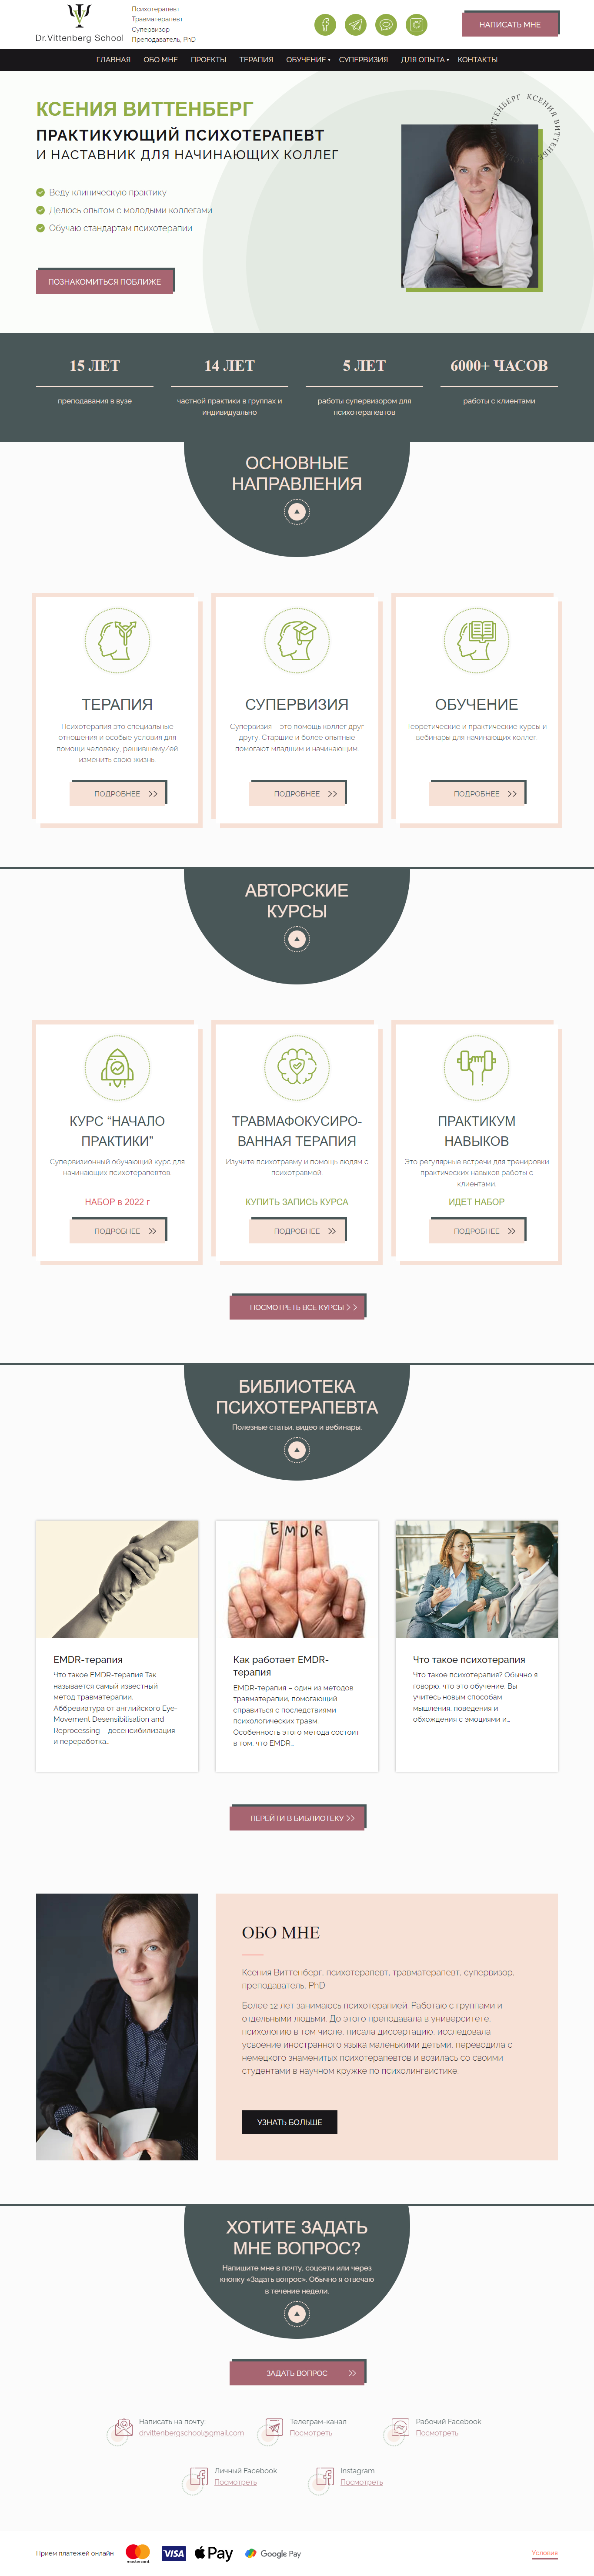 Психотерапевт
Травматерапевт
Супервизор
Преподаватель, PhD
Dr.Vittenberg School
НАПИСАТЬ МНЕ
ГЛАВНАЯ ОБО МНЕ ПРОЕКТЫ ТЕРАПИЯ ОБУЧЕНИЕ СУПЕРВИЗИЯ ДЛЯ ОПЫТА КОНТАКТЫ
КСЕНИЯ ВИТТЕНБЕРГ
ПРАКТИКУЮЩИЙ ПСИХОТЕРАПЕВТ
И НАСТАВНИК ДЛЯ НАЧИНАЮЩИХ КОЛЛЕГ
КСЕНИЯ ВИТТЕНБЕРГ
Веду клиническую практику
Делюсь опытом с молодыми коллегами
Обучаю стандартам психотерапии
ПОЗНАКОМИТЬСЯ ПОБЛИЖЕ
15 ЛЕТ
преподавания в вузе
14 ЛЕТ
частной практики в группах и
индивидуально
5 ЛЕТ
работы супервизором для
психотерапевтов
6000+ ЧАСОВ
работы с клиентами
ОСНОВНЫЕ
НАПРАВЛЕНИЯ
ТЕРАПИЯ
Психотерапия это специальные
отношения и особые условия для
помощи человеку, решившему/ей
изменить свою жизнь.
ПОДРОБНЕЕ
СУПЕРВИЗИЯ
Супервизия – это помощь коллег друг
другу. Старшие и более опытные
помогают младшим и начинающим.
ПОДРОБНЕЕ
ОБУЧЕНИЕ
Теоретические и практические курсы и
вебинары для начинающих коллег.
ПОДРОБНЕЕ
АВТОРСКИЕ
КУРСЫ
КУРС “НАЧАЛО
ПРАКТИКИ”
Супервизионный обучающий курс для
начинающих психотерапевтов.
НАБОР в 2022 г
ПОДРОБНЕЕ
ТРАВМАФОКУСИРО-
ВАННАЯ ТЕРАПИЯ
Изучите психотравму и помощь людям с
психотравмой.
КУПИТЬ ЗАПИСЬ КУРСА
ПОДРОБНЕЕ
ПРАКТИКУМ
НАВЫКОВ
Это регулярные встречи для тренировки
практических навыков работы с
клиентами.
ИДЕТ НАБОР
ПОДРОБНЕЕ
ПОСМОТРЕТЬ ВСЕ КУРСЫ
БИБЛИОТЕКА
ПСИХОТЕРАПЕВТА
Полезные статьи, видео и вебинары.
EMDR-терапия
Что такое EMDR-терапия Так
называется самый известный
метод травматерапии.
Аббревиатура от английского Eye-
Movement Desensibilisation and
Reprocessing – десенсибилизация
и переработка…
EMDR
Как работает EMDR-
терапия
EMDR-терапия – один из методов
травматерапии, помогающий
справиться с последствиями
психологических травм.
Особенность этого метода состоит
в том, что EMDR…
Что такое психотерапия
Что такое психотерапия? Обычно я
говорю, что это обучение. Вы
учитесь новым способам
мышления, поведения и
обхождения с эмоциями и…
ПЕРЕЙТИ В БИБЛИОТЕКУ
ОБО МНЕ
Ксения Виттенберг, психотерапевт, травматерапевт, супервизор,
преподаватель, PhD
Более 12 лет занимаюсь психотерапией. Работаю с группами и
отдельными людьми. До этого преподавала в университете,
психологию в том числе, писала диссертацию, исследовала
усвоение иностранного языка маленькими детьми, переводила с
немецкого знаменитых психотерапевтов и возилась со своими
студентами в научном кружке по психолингвистике.
УЗНАТЬ БОЛЬШЕ
ХОТИТЕ ЗАДАТЬ
МНЕ ВОПРОС?
Напишите мне в почту, соцсети или через
кнопку «Задать вопрос». Обычно я отвечаю
в течение недели.
ЗАДАТЬ ВОПРОС
Написать на почту:
drvittenbergschool@gmail.com
Телеграм-канал
Посмотреть
Рабочий Facebook
Посмотреть
Личный Facebook
Посмотреть
Instagram
Посмотреть
Приём платежей онлайн
mastercard
VISA
Pay
Google Pay
Условия